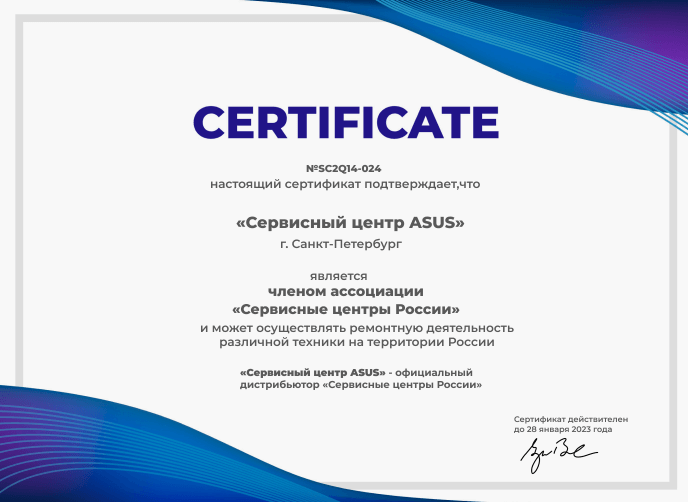 CERTIFICATE
№SC2Q14-024
настоящий сертификат подтверждает,что
«Сервисный центр ASUS»
г. Санкт-Петербург
является
членом ассоциации
«Сервисные центры России»
и может осуществлять ремонтную деятельность
различной техники на территории России
«Сервисный центр ASUS» - официальный
дистрибьютор «Сервисные центры России»
Сертификат действителен
до 28 января 2023 года